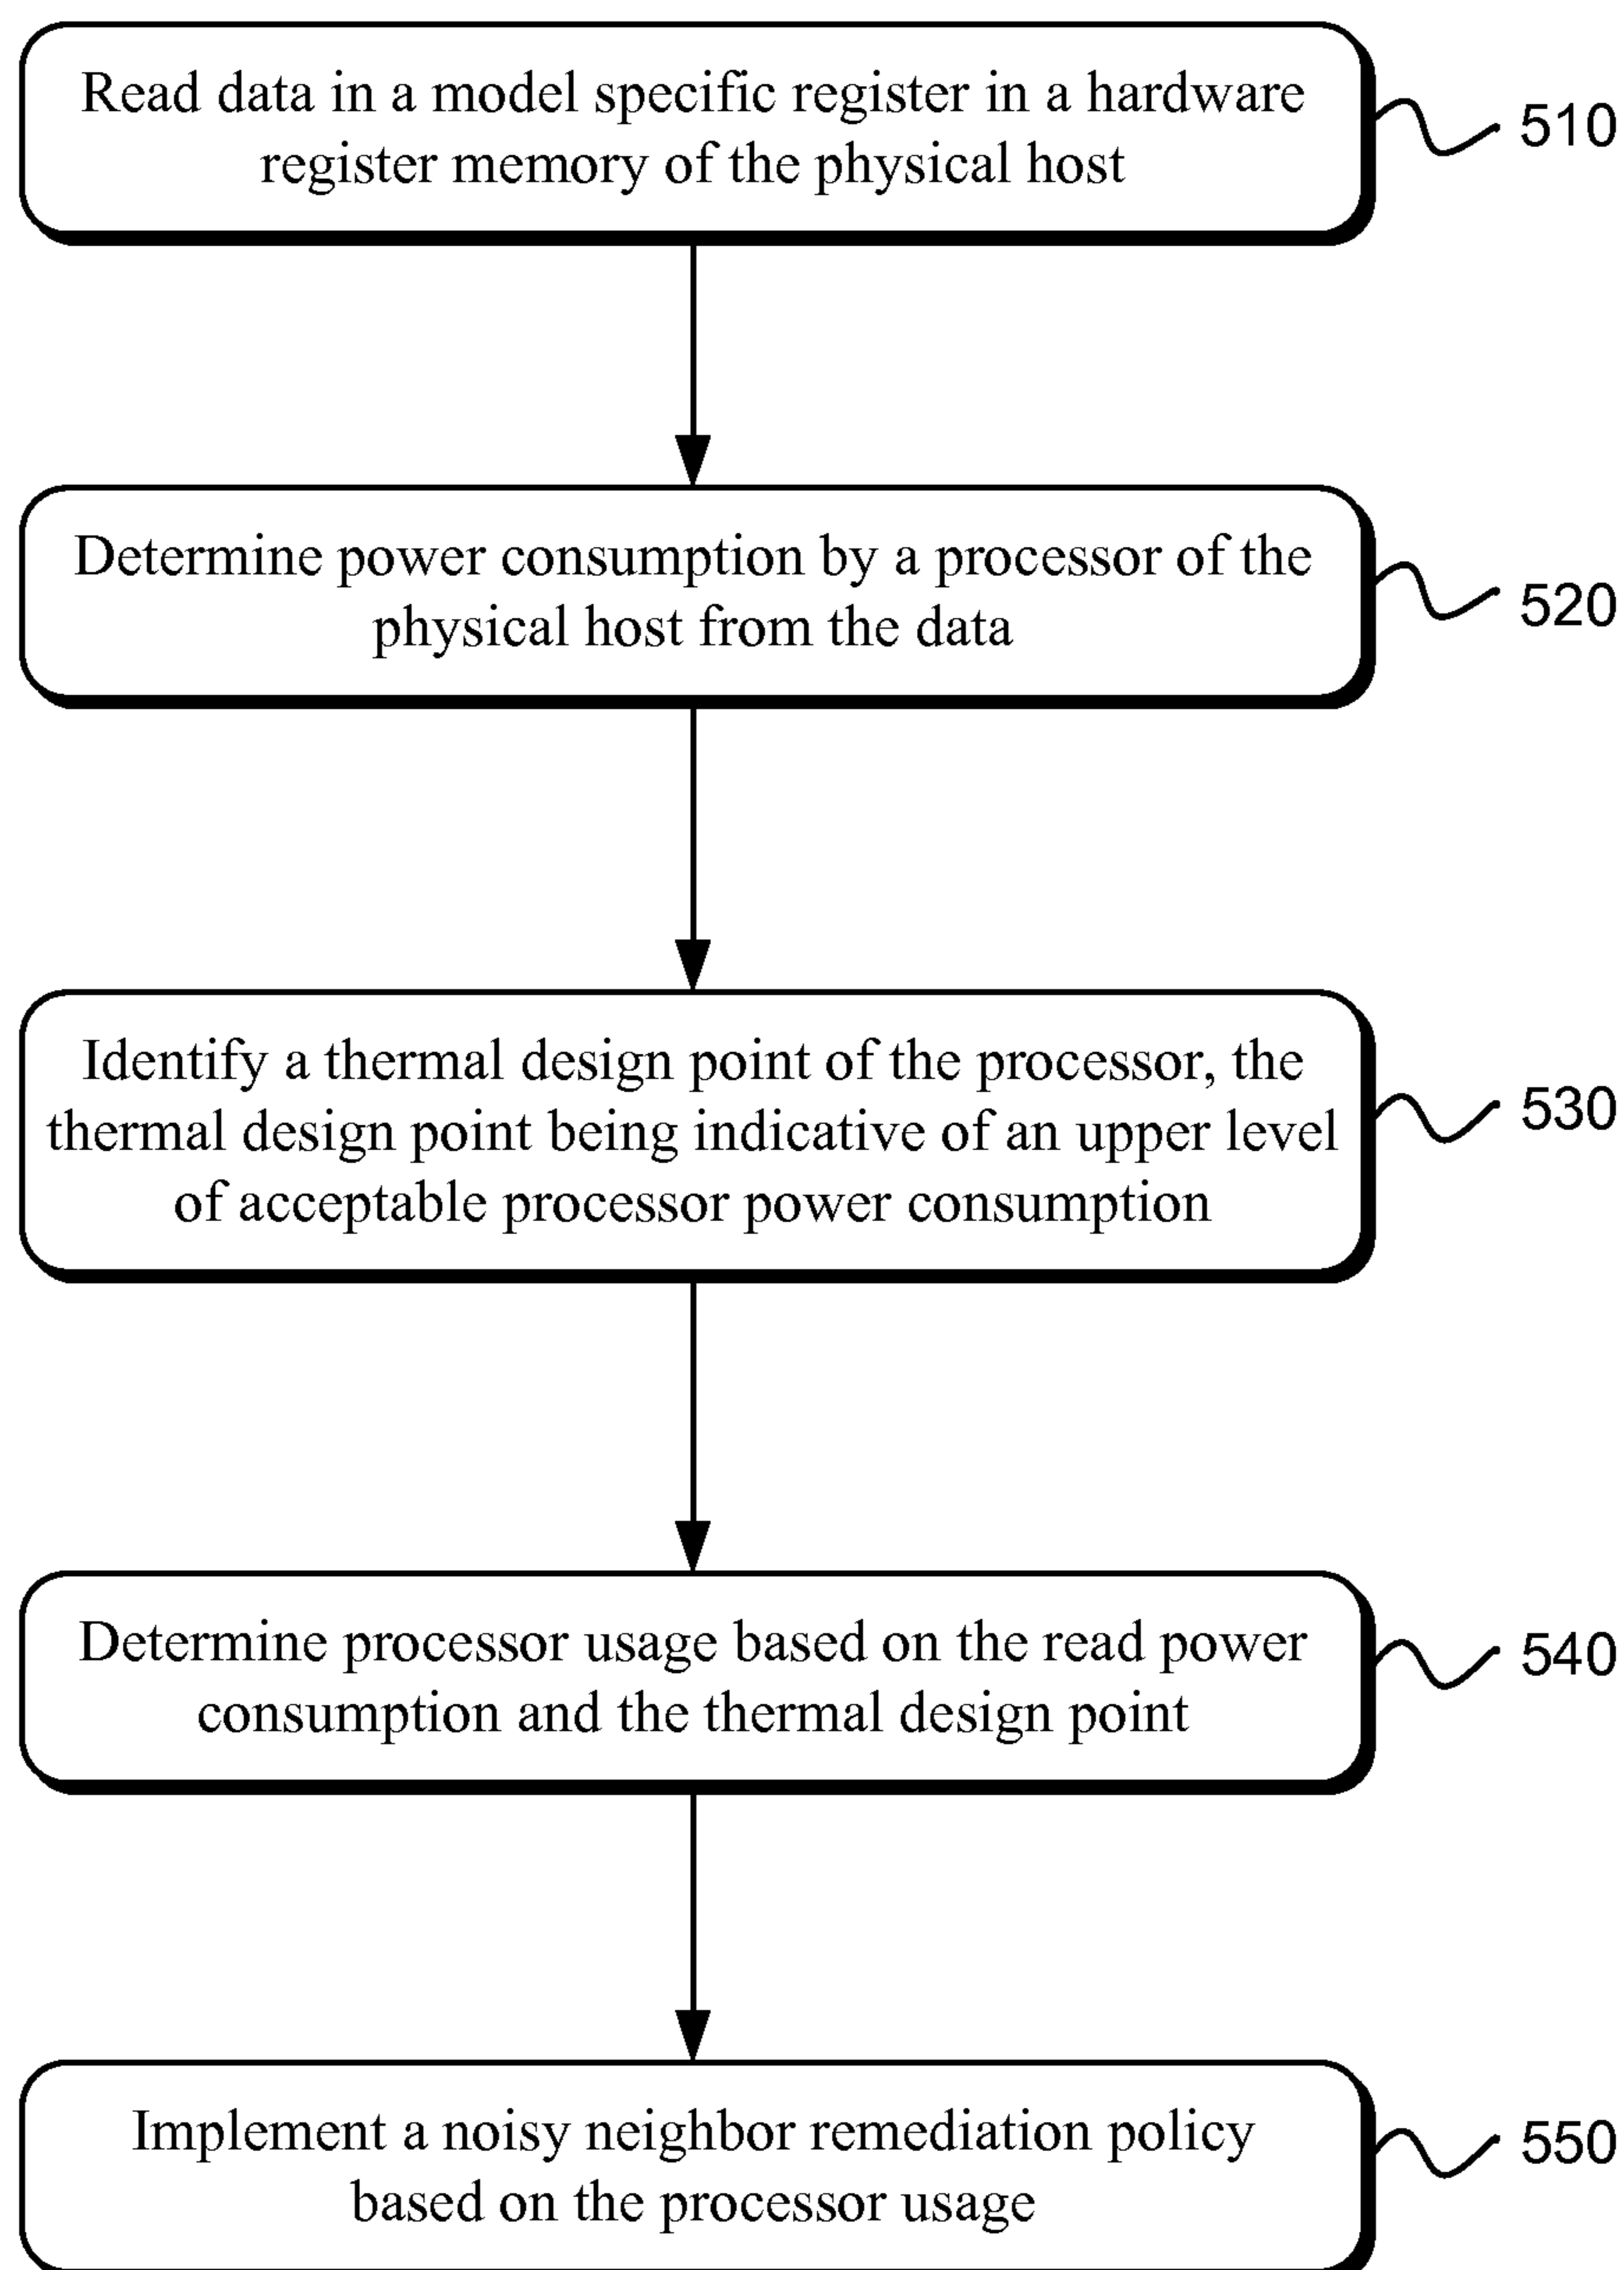 Read data in a model specific register in a hardware
register memory of the physical host
510
Determine power consumption by a processor of the
physical host from the data
520
Identify a thermal design point of the processor, the
thermal design point being indicative of an upper level
of acceptable processor power consumption
530
Determine processor usage based on the read power
consumption and the thermal design point
540
Implement a noisy neighbor remediation policy
based on the processor usage
550